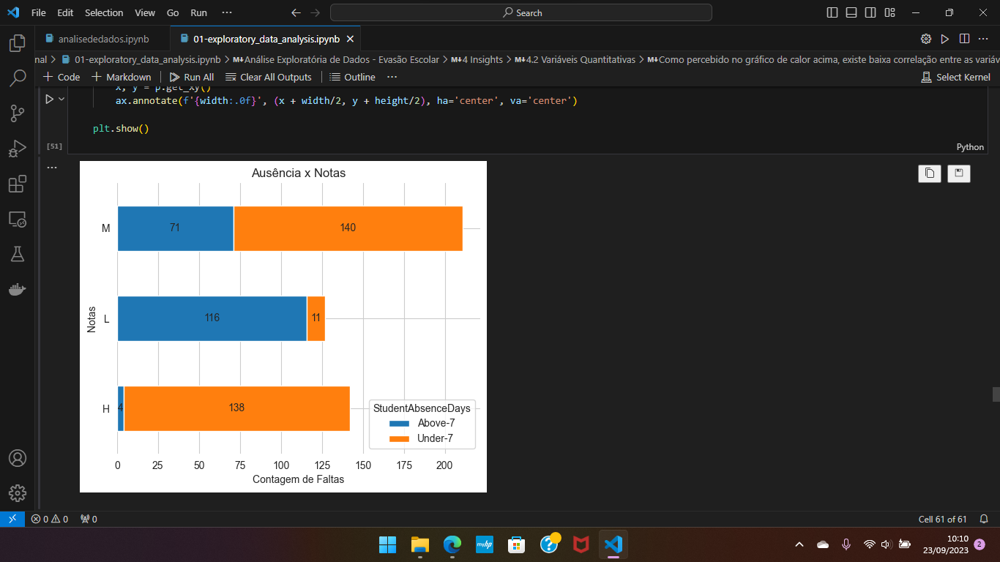 File Edit Selection View Go Run ··· Search
analisededados.ipynb 01-exploratory_data_analysis.ipynb
nal > 01-exploratory_data_analysis.ipynb > M↓Análise Exploratória de Dados - Evasão Escolar > M↓4 Insights > M↓4.2 Variáveis Quantitativas > M↓Como percebido no gráfico de calor acima, existe baixa correlação entre as variáv
+ Code + Markdown Run All Clear All Outputs Outline ··· Select Kernel
x, y = p.get_xy()
ax.annotate(f'{width:.0f}', (x + width/2, y + height/2), ha='center', va='center')
plt.show()
[51] Python
Ausência x Notas
M 71 140
L 116 11
Notas
H 4 138
StudentAbsenceDays
Above-7
Under-7
0 25 50 75 100 125 150 175 200
Contagem de Faltas
0 0 0 Cell 61 of 61
myhp
10:10
23/09/2023 2